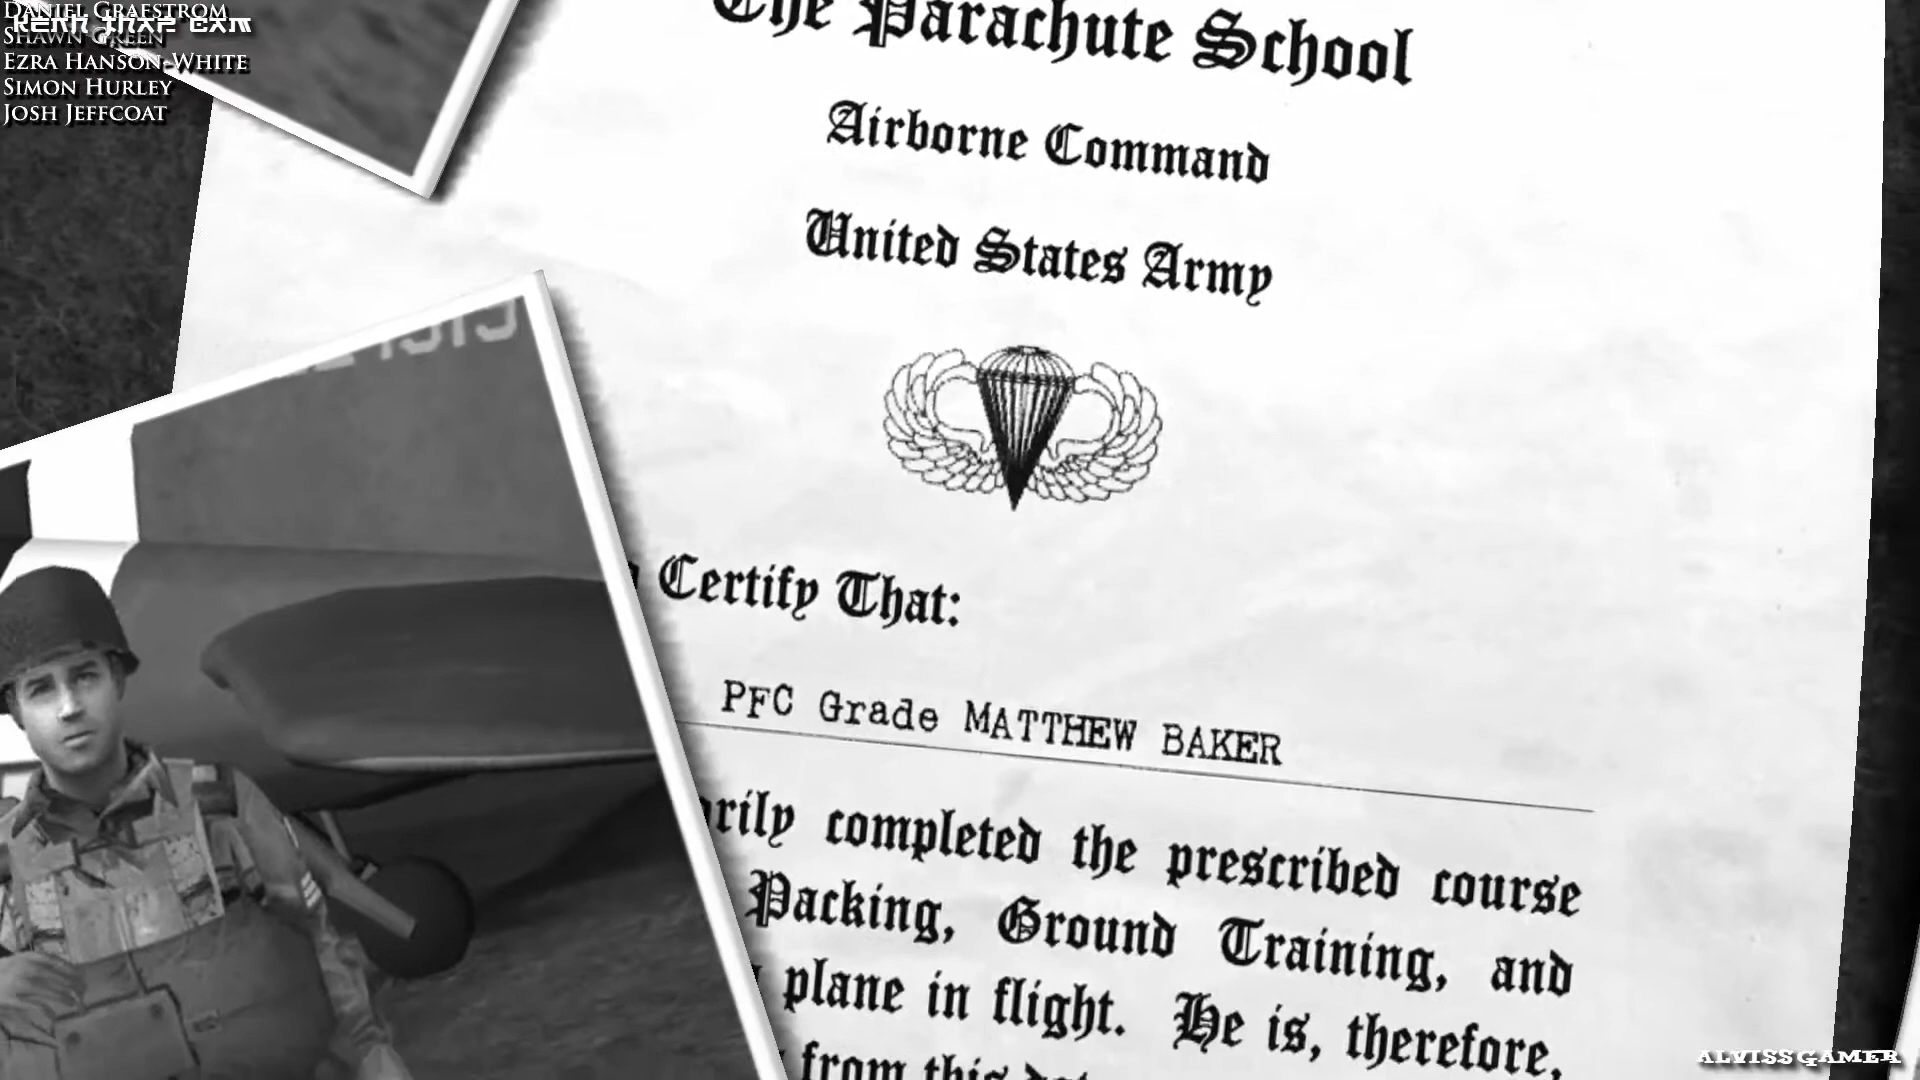 Daniel Graestrom
Shawn Green
Ezra Hanson-White
Simon Hurley
Josh Jeffcoat
The Parachute School
Airborne Command
United States Army
Certify That:
PFC Grade MATTHEW BAKER
completed the prescribed course
Packing, Ground Training, and
plane in flight. He is, therefore,
from this
ALVISSGAMER